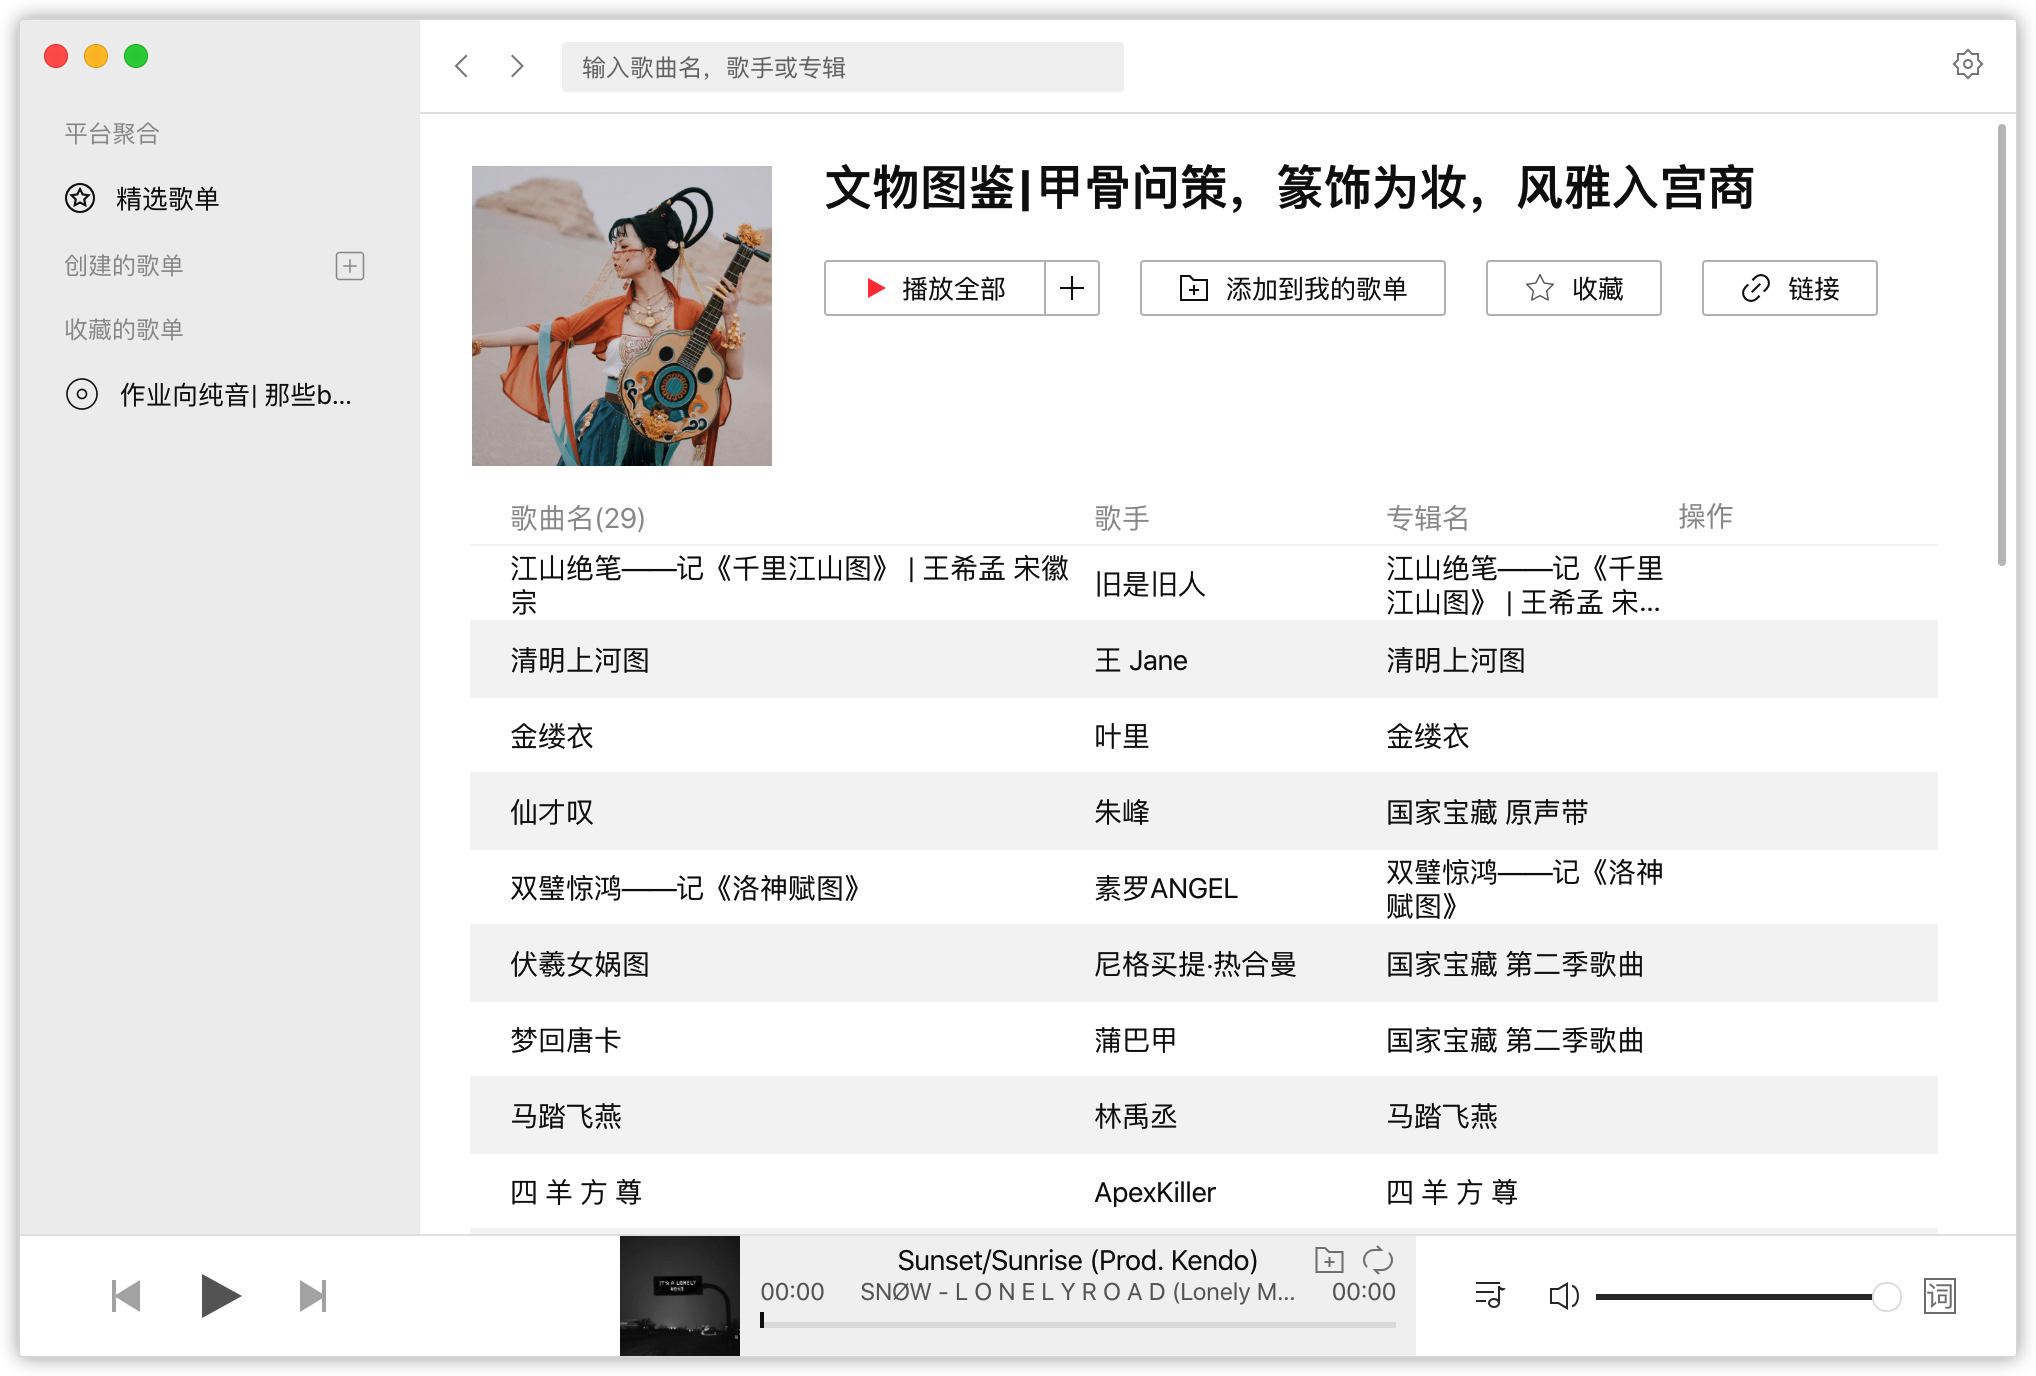 输入歌曲名，歌手或专辑
平台聚合
精选歌单
创建的歌单
收藏的歌单
作业向纯音| 那些b...
文物图鉴|甲骨问策，篆饰为妆，风雅入宫商
播放全部
添加到我的歌单
收藏
链接
歌曲名(29) 歌手 专辑名 操作
江山绝笔——记《千里江山图》 | 王希孟 宋徽
宗
旧是旧人
江山绝笔——记《千里
江山图》 | 王希孟 宋...
清明上河图 王 Jane 清明上河图
金缕衣 叶里 金缕衣
仙才叹 朱峰 国家宝藏 原声带
双璧惊鸿——记《洛神赋图》 素罗ANGEL
双璧惊鸿——记《洛神
赋图》
伏羲女娲图 尼格买提·热合曼 国家宝藏 第二季歌曲
梦回唐卡 蒲巴甲 国家宝藏 第二季歌曲
马踏飞燕 林禹丞 马踏飞燕
四 羊 方 尊 ApexKiller 四 羊 方 尊
IT'S A LONELY
ROAD
Sunset/Sunrise (Prod. Kendo)
00:00 SNØW - L O N E L Y R O A D (Lonely M... 00:00
词